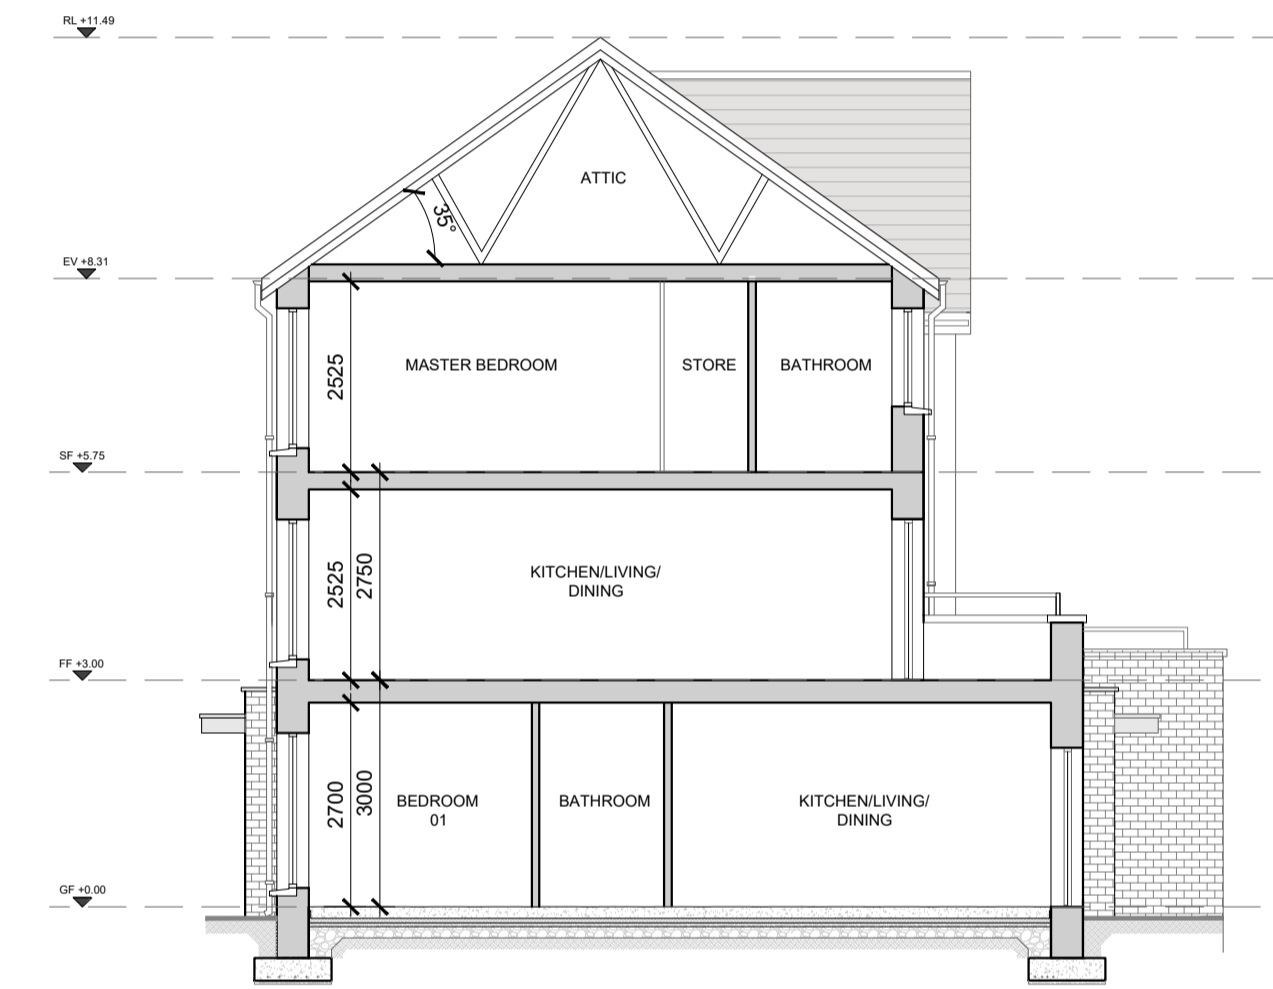 RL +11.49
ATTIC
35°
EV +8.31
2525
MASTER BEDROOM
STORE
BATHROOM
SF +5.75
2525
2750
KITCHEN/LIVING/
DINING
FF +3.00
2700
3000
BEDROOM
01
BATHROOM
KITCHEN/LIVING/
DINING
GF +0.00